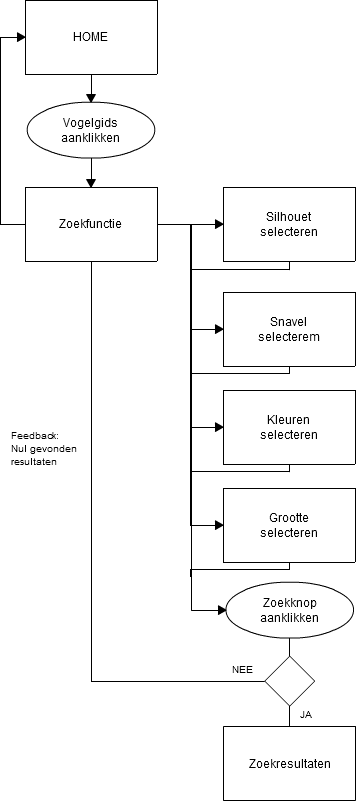 HOME
Vogelgids
aanklikken
Zoekfunctie
Silhouet
selecteren
Snavel
selecterem
Kleuren
selecteren
Feedback:
Nul gevonden
resultaten
Grootte
selecteren
Zoekknop
aanklikken
NEE
JA
Zoekresultaten